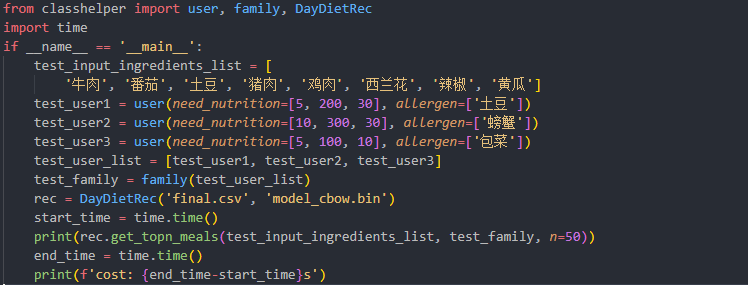 from classhelper import user, family, DayDietRec
import time
if __name__ == '__main__':
    test_input_ingredients_list = [
        '牛肉', '番茄', '土豆', '猪肉', '鸡肉', '西兰花', '辣椒', '黄瓜']
    test_user1 = user(need_nutrition=[5, 200, 30], allergen=['土豆'])
    test_user2 = user(need_nutrition=[10, 300, 30], allergen=['螃蟹'])
    test_user3 = user(need_nutrition=[5, 100, 10], allergen=['包菜'])
    test_user_list = [test_user1, test_user2, test_user3]
    test_family = family(test_user_list)
    rec = DayDietRec('final.csv', 'model_cbow.bin')
    start_time = time.time()
    print(rec.get_topn_meals(test_input_ingredients_list, test_family, n=50))
    end_time = time.time()
    print(f'cost: {end_time-start_time}s')